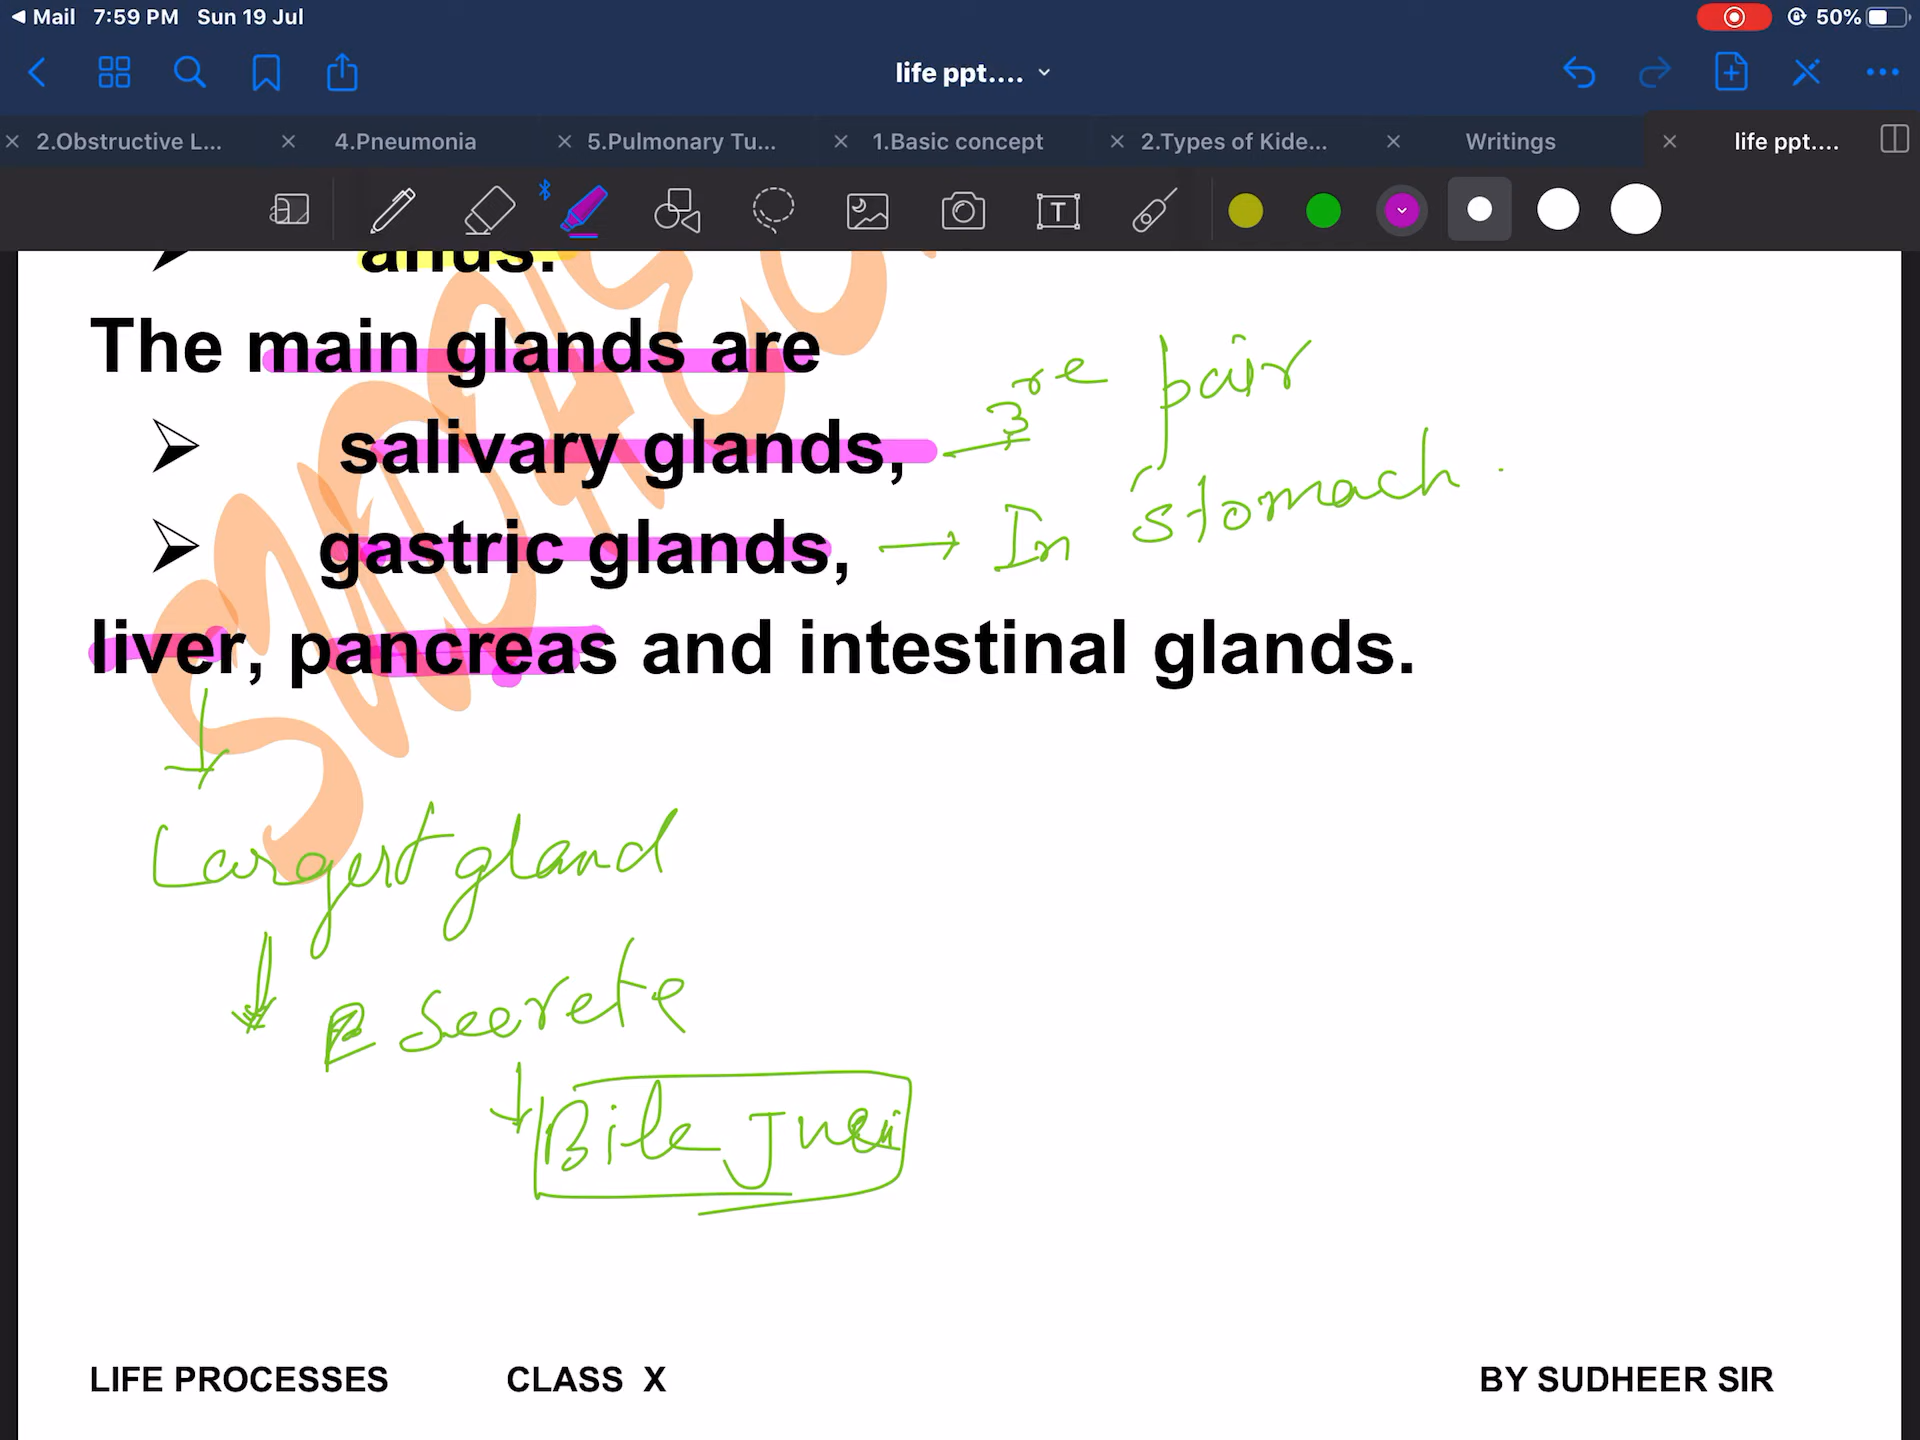 Mail 7:59 PM Sun 19 Jul 50%
life ppt....
2.Obstructive L... 4.Pneumonia 5.Pulmonary Tu... 1.Basic concept 2.Types of Kide... Writings life ppt....
anus.
The main glands are
salivary glands, → 3re pair
gastric glands, → In stomach.
liver, pancreas and intestinal glands.
Largest gland
Secrete
Bile
LIFE PROCESSES CLASS X BY SUDHEER SIR